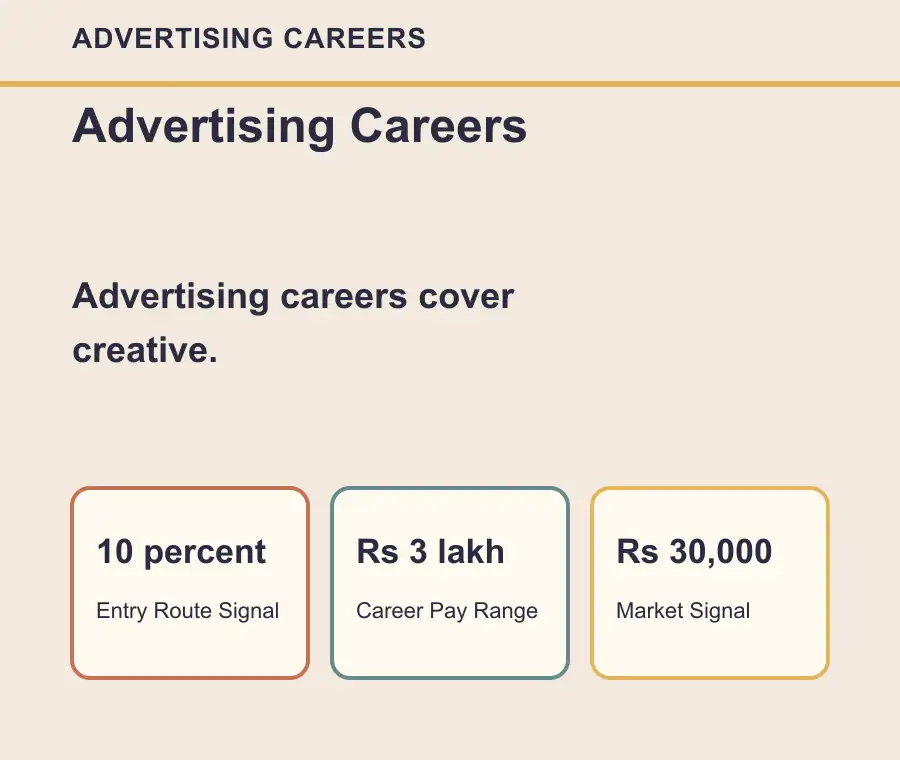 ADVERTISING CAREERS
Advertising Careers
Advertising careers cover
creative.
10 percent
Entry Route Signal
Rs 3 lakh
Career Pay Range
Rs 30,000
Market Signal